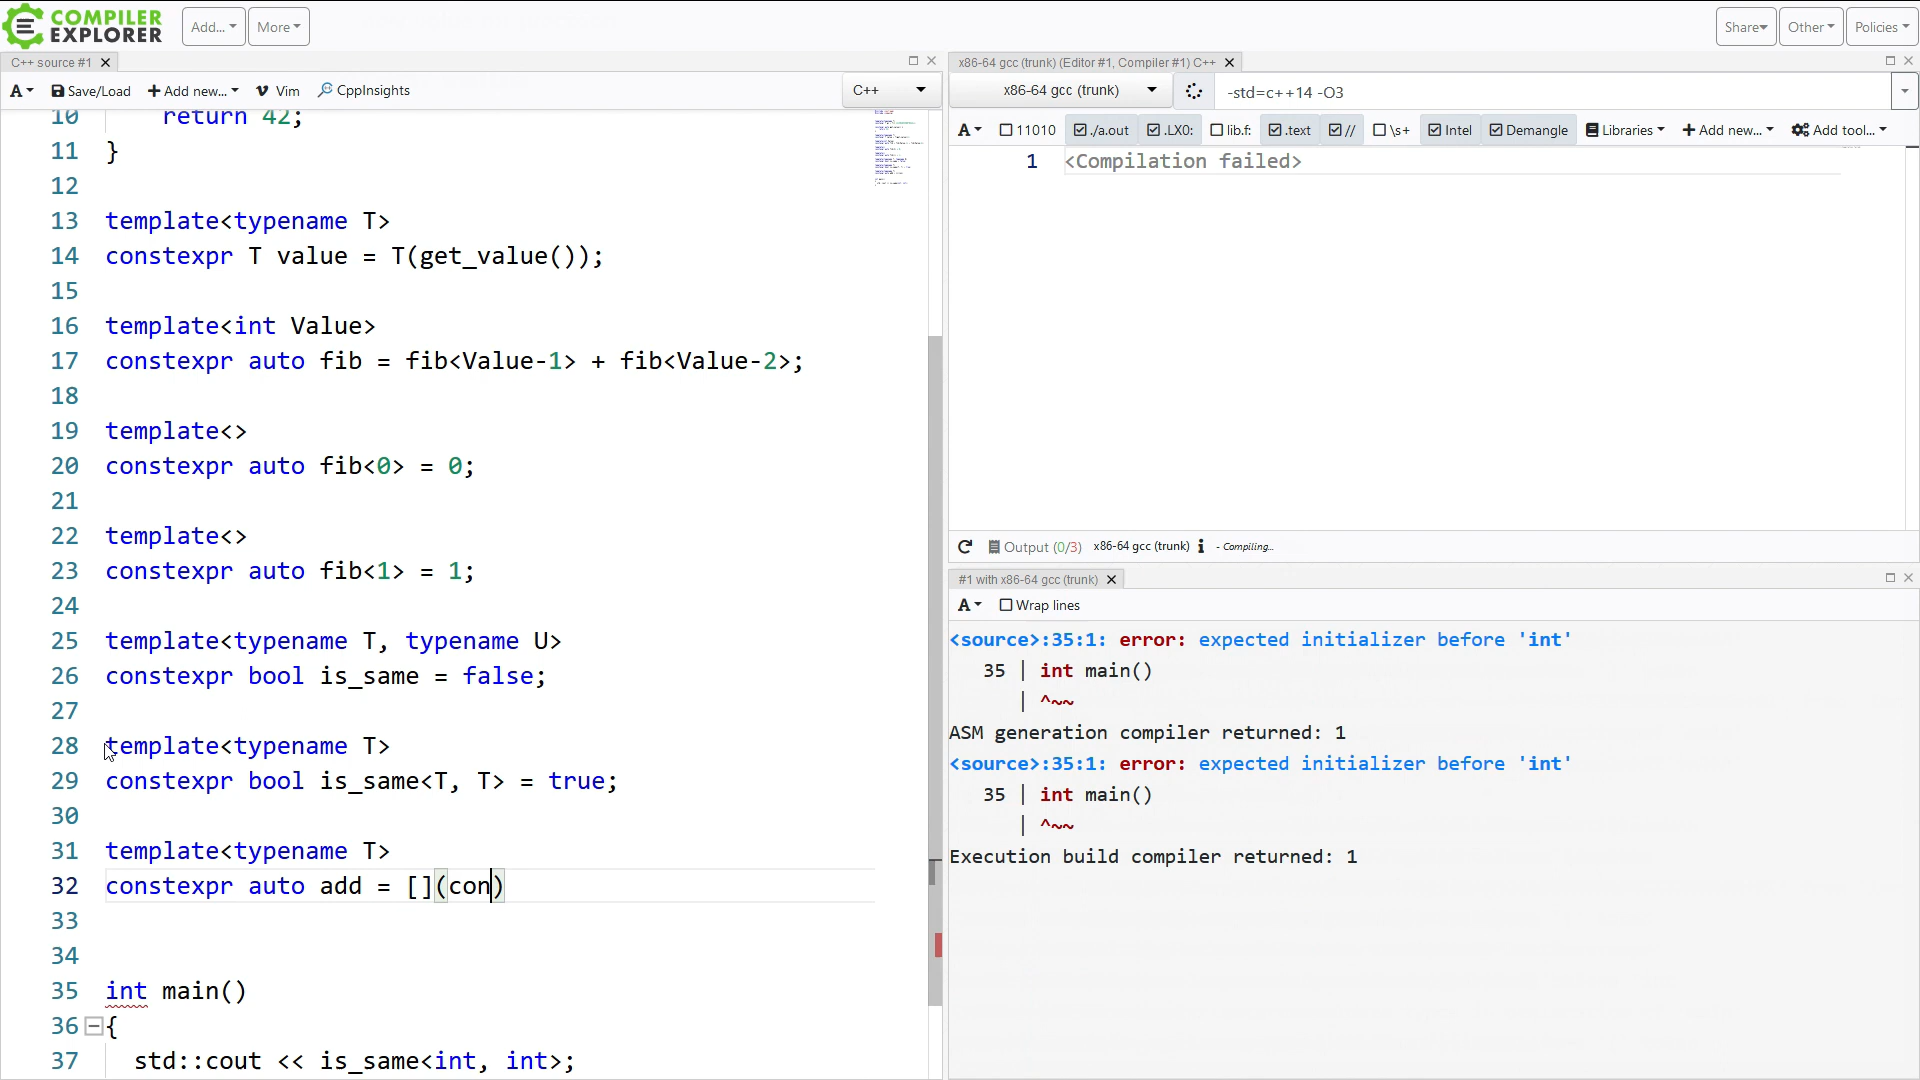 COMPILER
EXPLORER
Add...
More
Share
Other
Policies
C++ source #1
A
Save/Load
Add new...
Vim
CppInsights
C++
10 return 42;
11 }
12
13 template<typename T>
14 constexpr T value = T(get_value());
15
16 template<int Value>
17 constexpr auto fib = fib<Value-1> + fib<Value-2>;
18
19 template<>
20 constexpr auto fib<0> = 0;
21
22 template<>
23 constexpr auto fib<1> = 1;
24
25 template<typename T, typename U>
26 constexpr bool is_same = false;
27
28 template<typename T>
29 constexpr bool is_same<T, T> = true;
30
31 template<typename T>
32 constexpr auto add = [](con)
33
34
35 int main()
36 {
37 std::cout << is_same<int, int>;
x86-64 gcc (trunk) (Editor #1, Compiler #1) C++
x86-64 gcc (trunk)
-std=c++14 -O3
A
11010
./a.out
.LX0:
lib.f:
.text
//
\s+
Intel
Demangle
Libraries
Add new...
Add tool...
1 <Compilation failed>
Output (0/3) x86-64 gcc (trunk) i - Compiling...
#1 with x86-64 gcc (trunk)
A
Wrap lines
<source>:35:1: error: expected initializer before 'int'
35 | int main()
| ^~~
ASM generation compiler returned: 1
<source>:35:1: error: expected initializer before 'int'
35 | int main()
| ^~~
Execution build compiler returned: 1